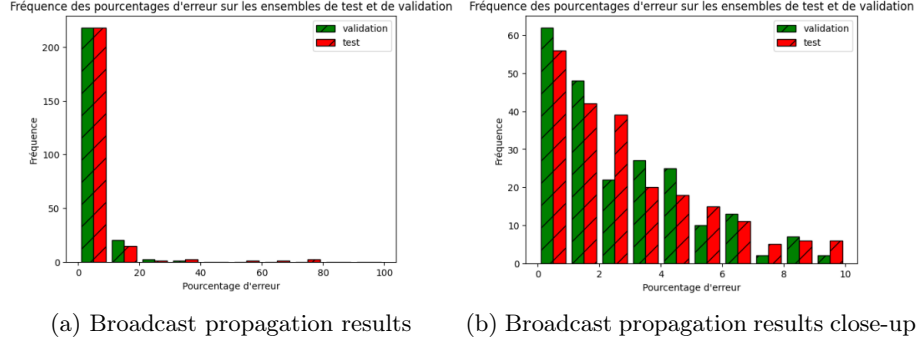 Fréquence des pourcentages d'erreur sur les ensembles de test et de validation
validation
test
Fréquence
200
150
100
50
0
0 20 40 60 80 100
Pourcentage d'erreur
(a) Broadcast propagation results
Fréquence des pourcentages d'erreur sur les ensembles de test et de validation
validation
test
Fréquence
60
50
40
30
20
10
0
0 2 4 6 8 10
Pourcentage d'erreur
(b) Broadcast propagation results close-up